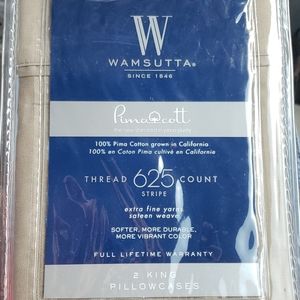 W
WAMSUTTA®
SINCE 1846
Pimacott
100% Pima Cotton grown in California
100% en Coton Pima cultivé en Californie
THREAD 625 COUNT
STRIPE
extra fine yarns
sateen weave
SOFTER, MORE DURABLE,
MORE VIBRANT COLOR
FULL LIFETIME WARRANTY
2 KING
PILLOWCASES